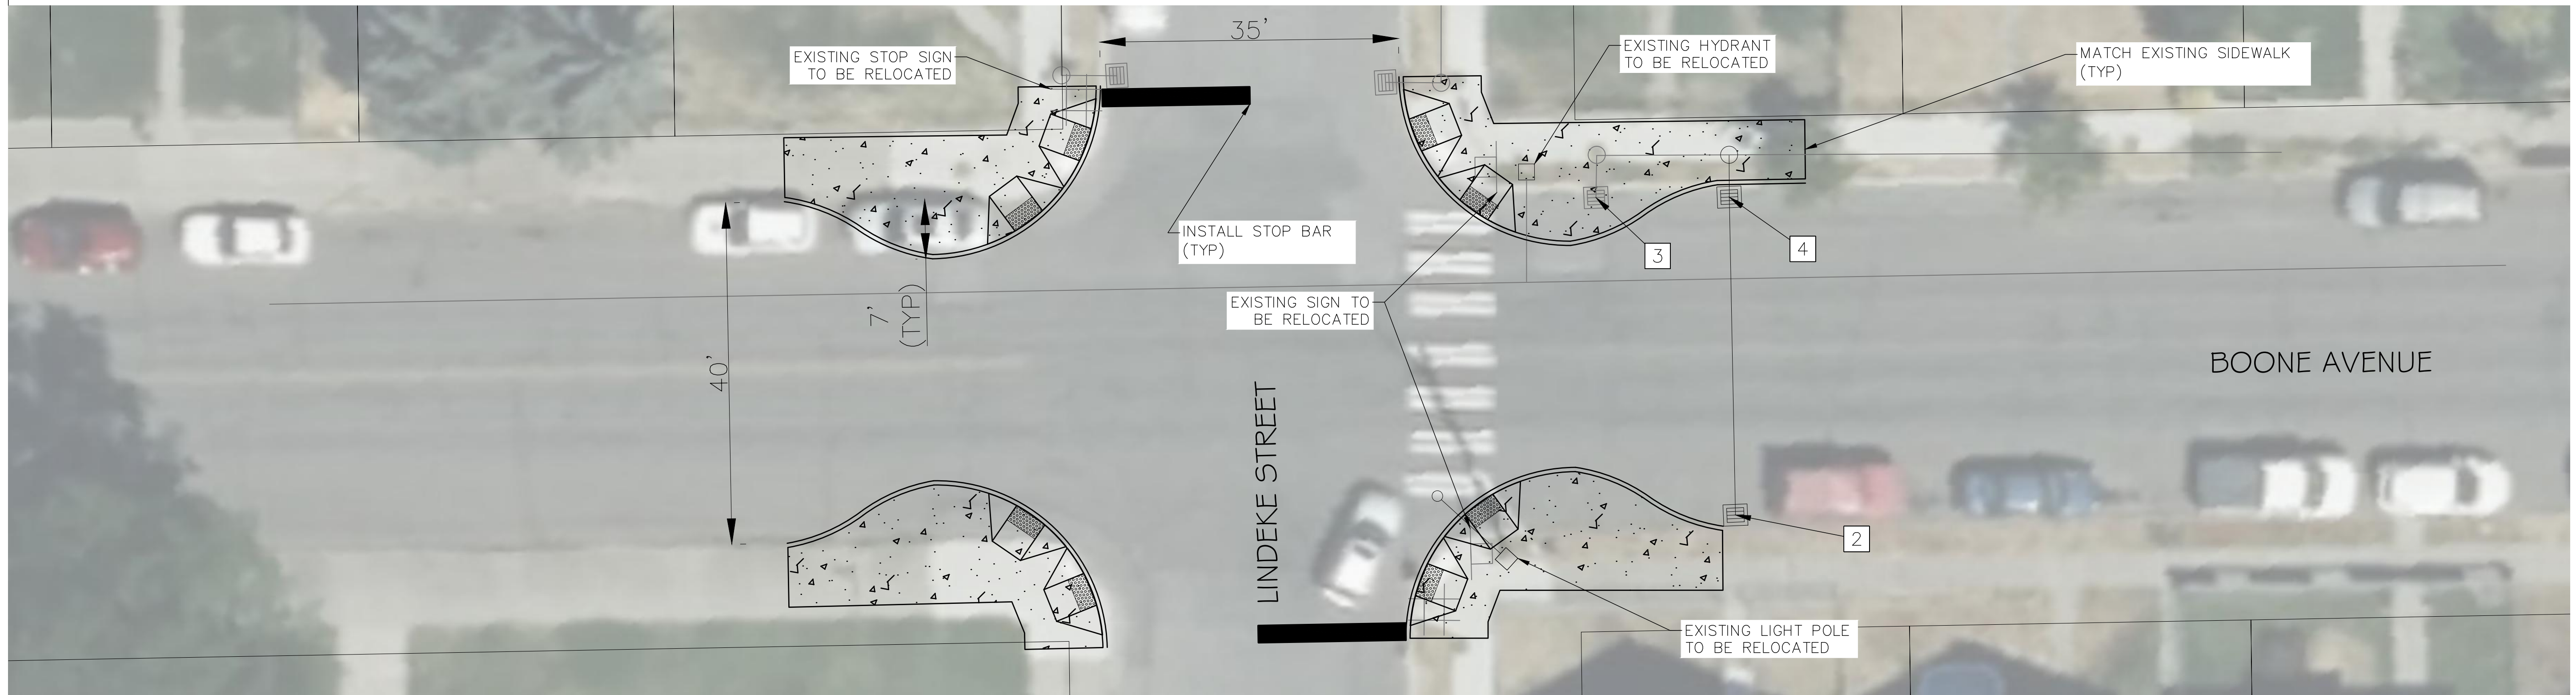 35'
EXISTING STOP SIGN
TO BE RELOCATED
EXISTING HYDRANT
TO BE RELOCATED
MATCH EXISTING SIDEWALK
(TYP)
INSTALL STOP BAR
(TYP)
3
4
EXISTING SIGN TO
BE RELOCATED
7'
(TYP)
40'
BOONE AVENUE
LINDEKE STREET
2
EXISTING LIGHT POLE
TO BE RELOCATED